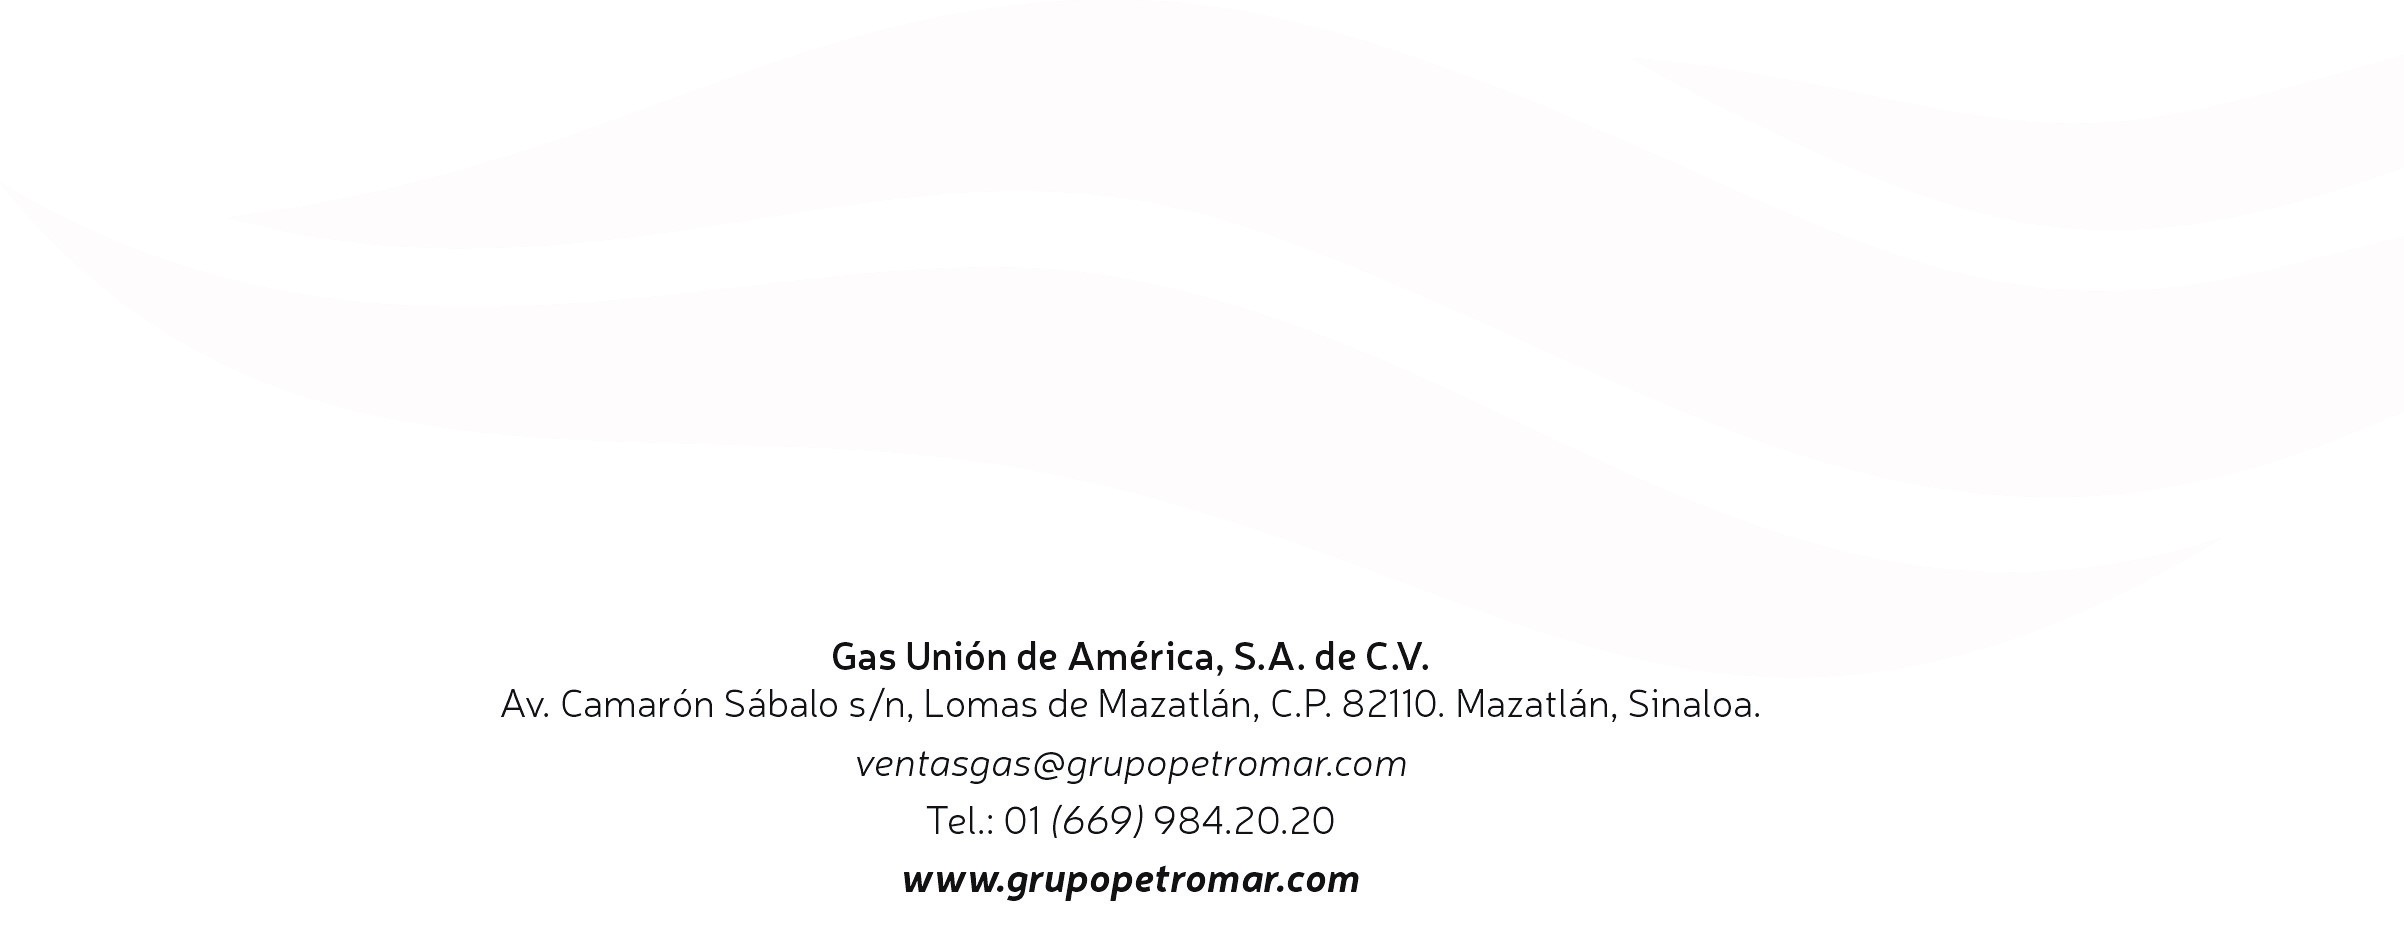 Gas Unión de América, S.A. de C.V.
Av. Camarón Sábalo s/n, Lomas de Mazatlán, C.P. 82110. Mazatlán, Sinaloa.
ventasgas@grupopetromar.com
Tel.: 01 (669) 984.20.20
www.grupopetromar.com